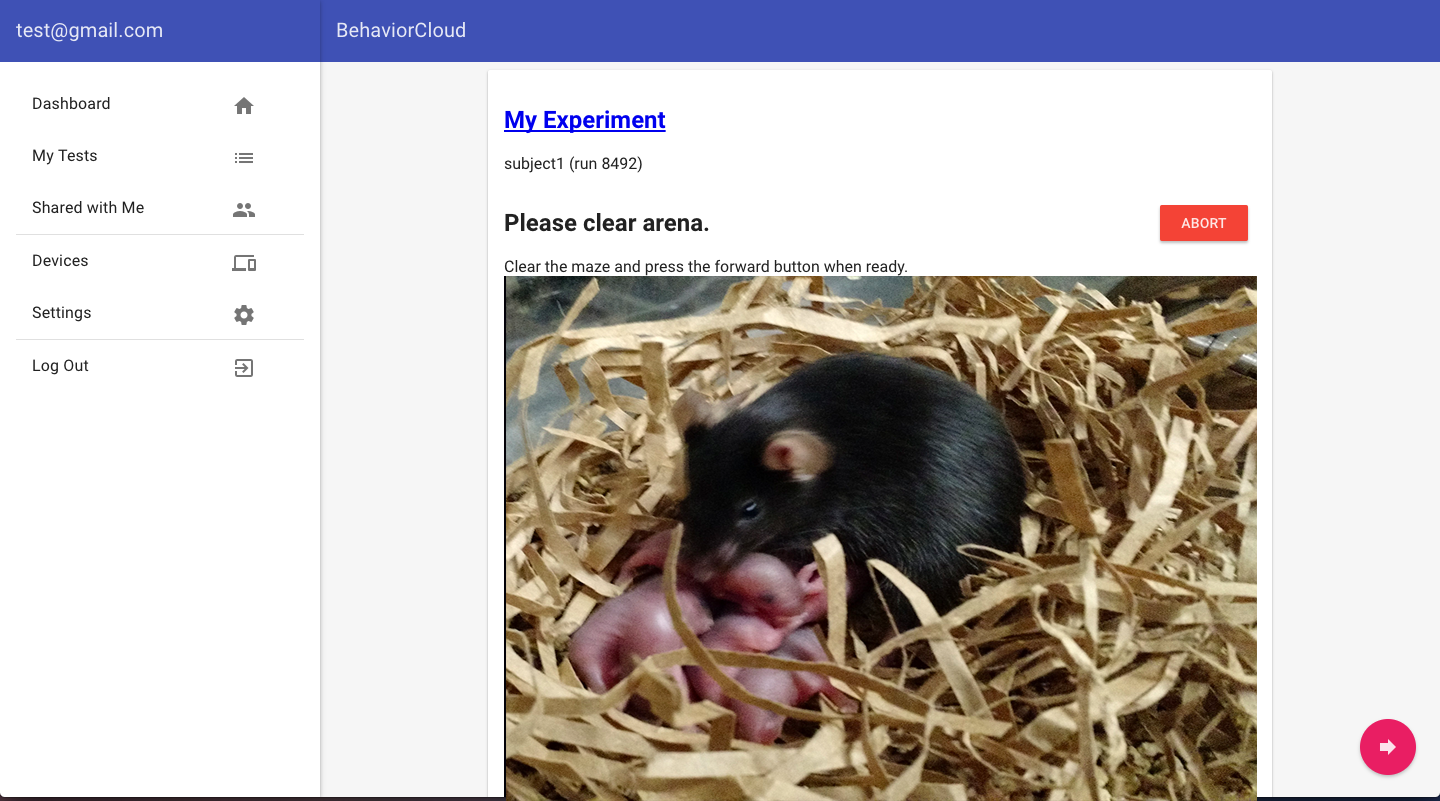 test@gmail.com
BehaviorCloud
Dashboard
My Tests
Shared with Me
Devices
Settings
Log Out
My Experiment
subject1 (run 8492)
Please clear arena.
ABORT
Clear the maze and press the forward button when ready.